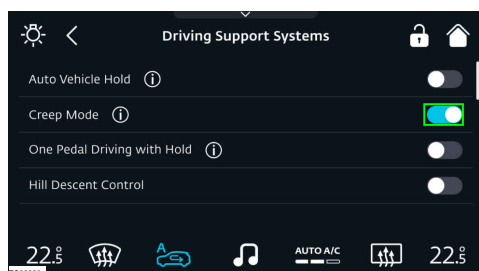 Driving Support Systems
Auto Vehicle Hold
Creep Mode
One Pedal Driving with Hold
Hill Descent Control
22.5 A AUTO A/C 22.5